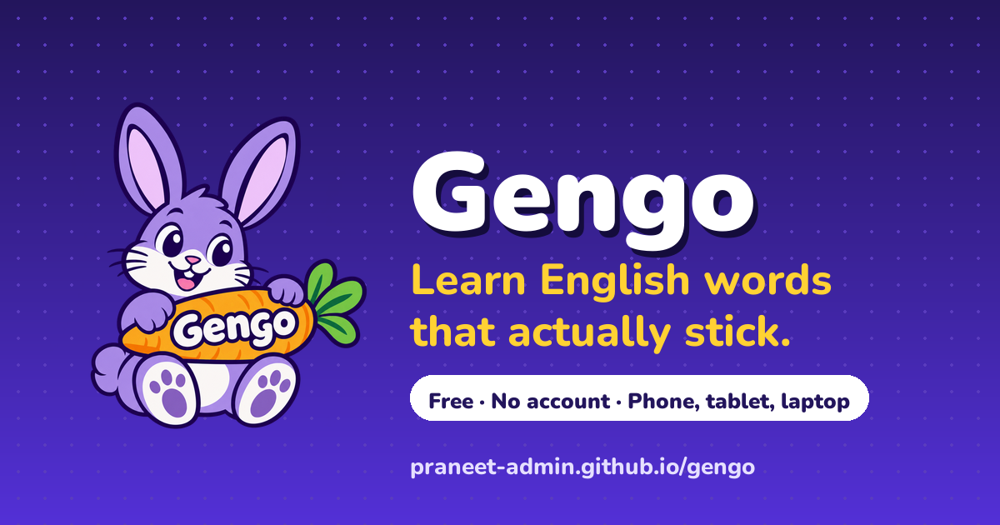 Gengo
Gengo
Learn English words
that actually stick.
Free · No account · Phone, tablet, laptop
praneet-admin.github.io/gengo